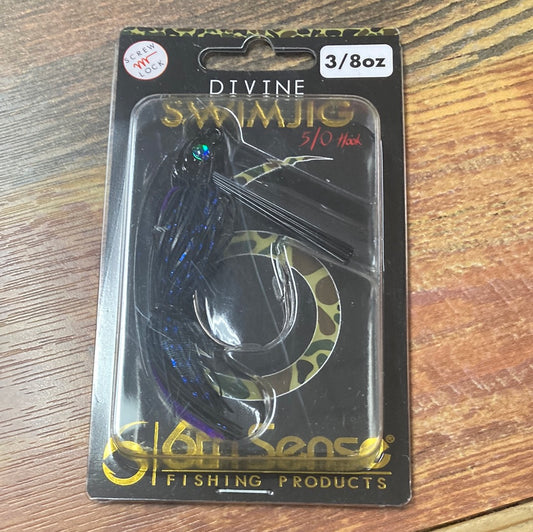 SCREW
LOCK
3/8oz
DIVINE
SWIMJIG
5/0 Hook
6th Sense®
FISHING PRODUCTS